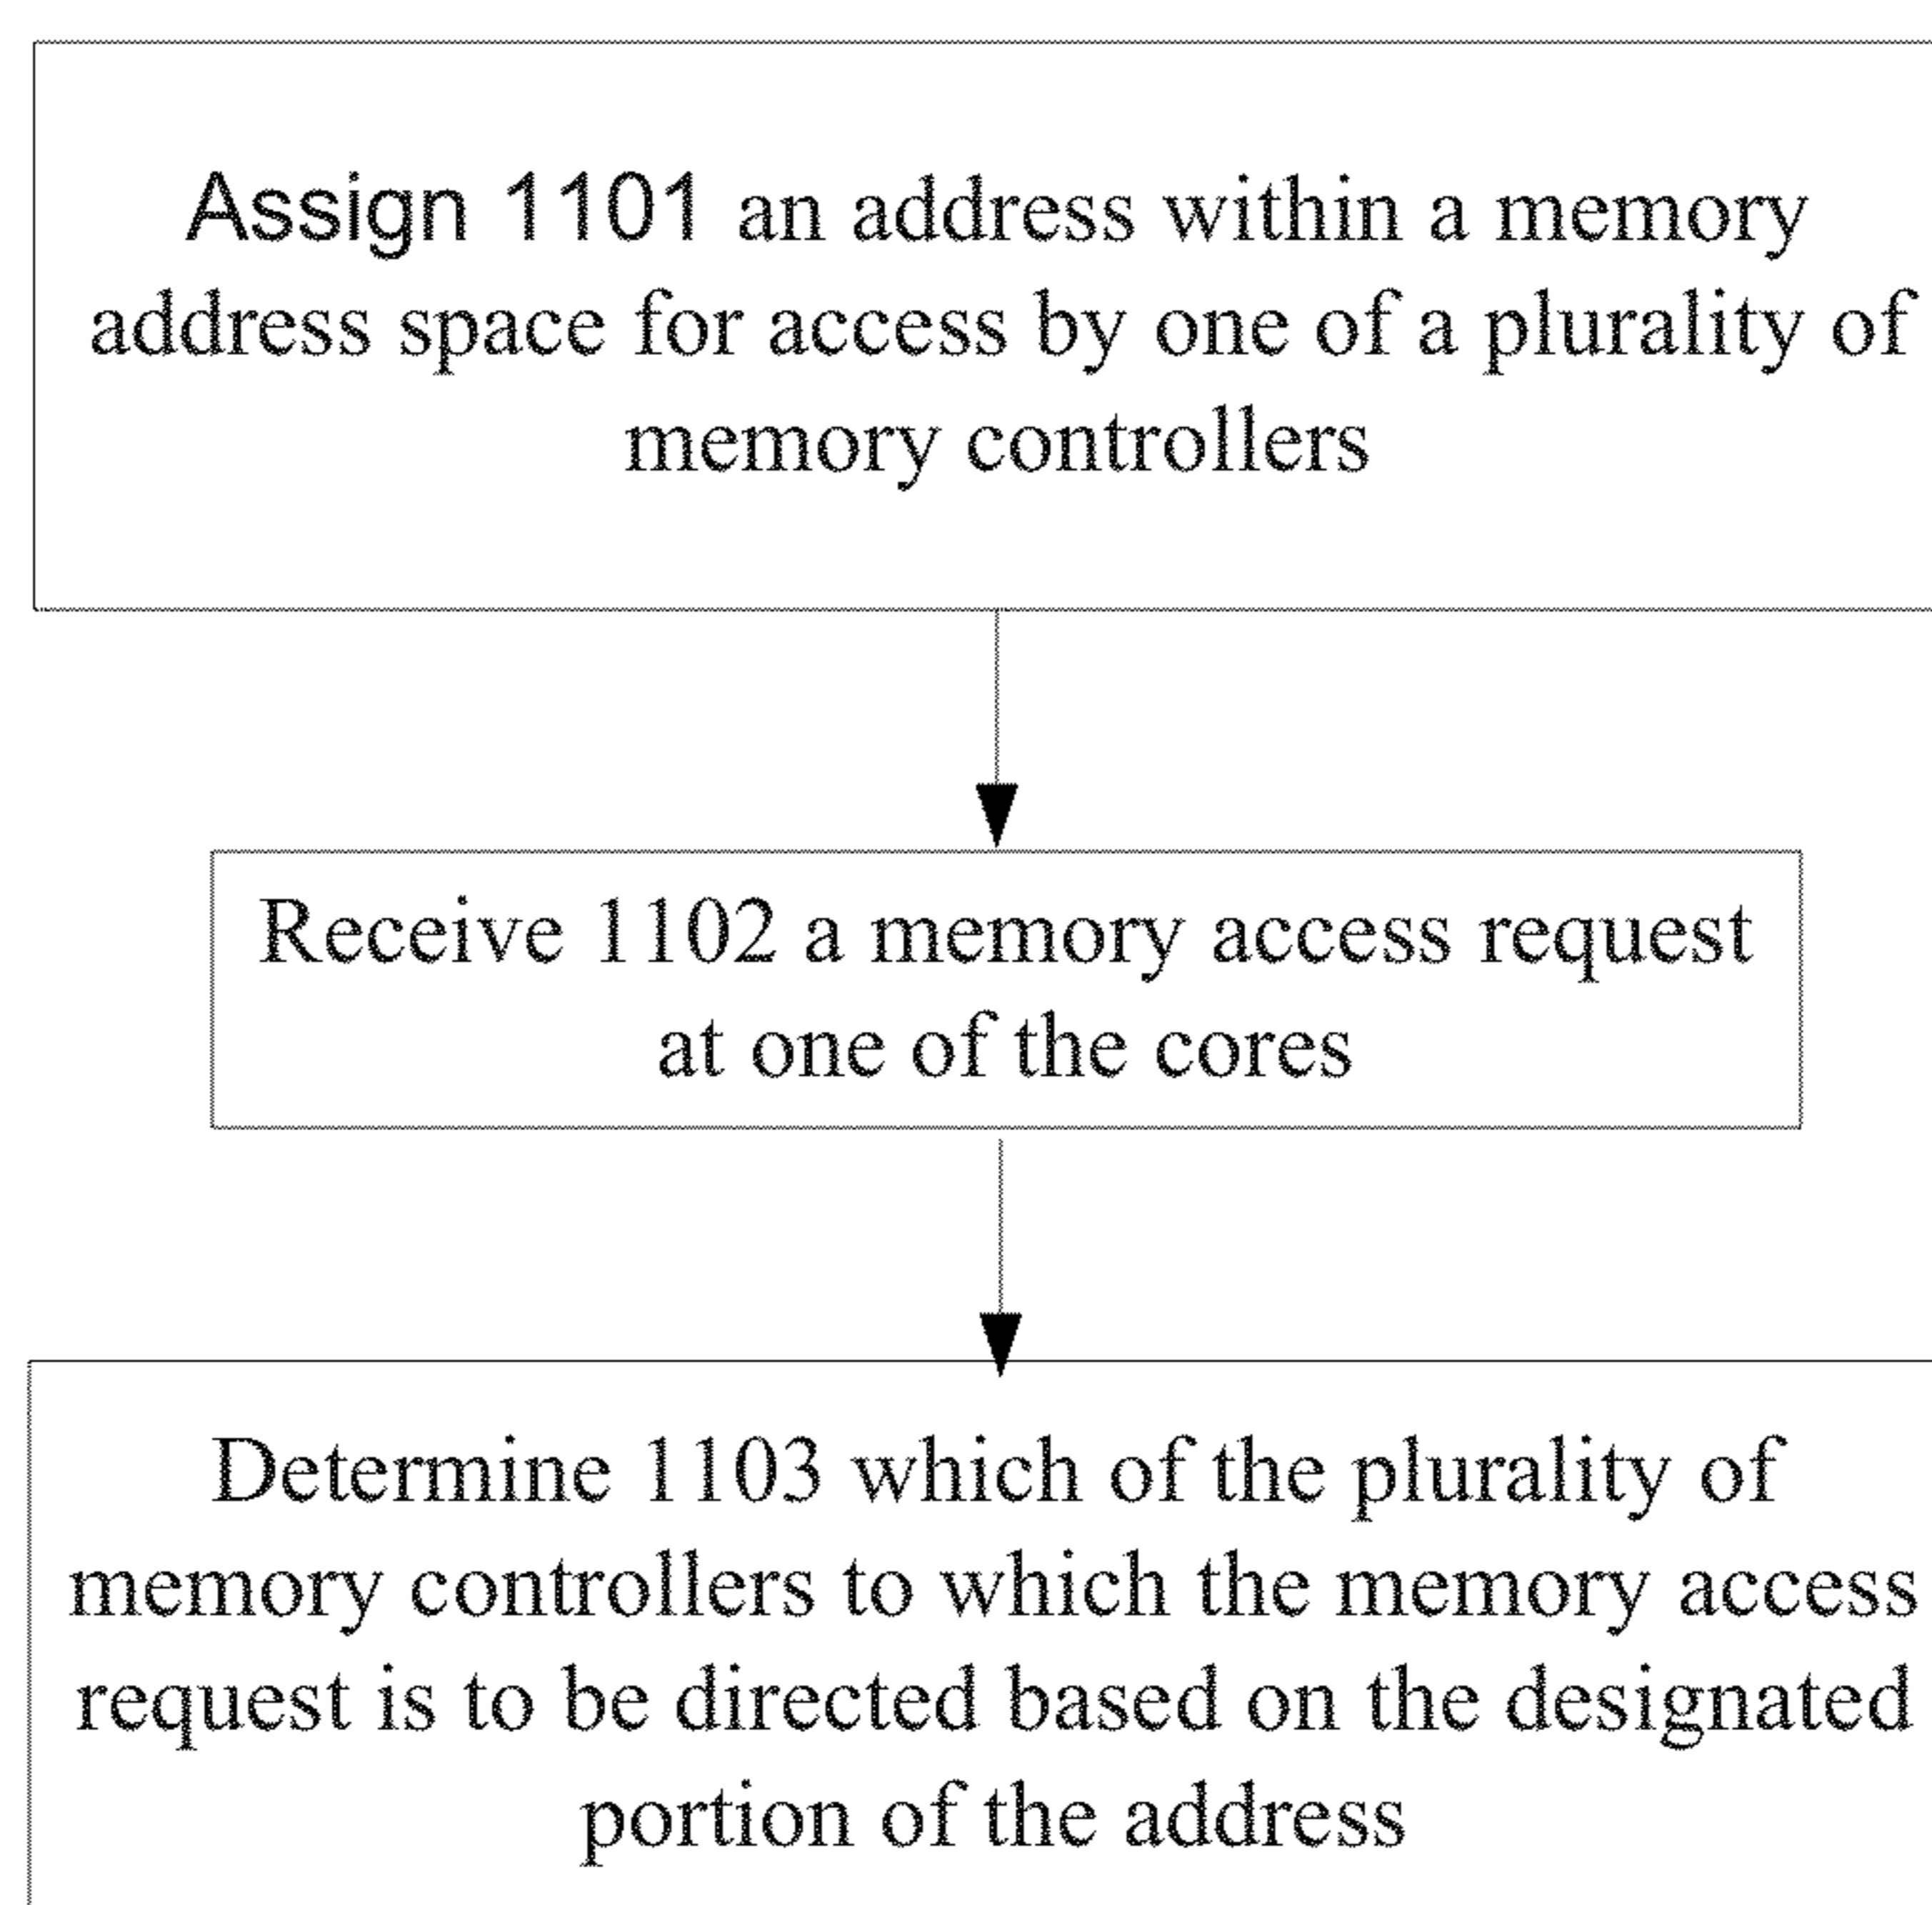 Assign 1101 an address within a memory
address space for access by one of a plurality of
memory controllers
Receive 1102 a memory access request
at one of the cores
Determine 1103 which of the plurality of
memory controllers to which the memory access
request is to be directed based on the designated
portion of the address